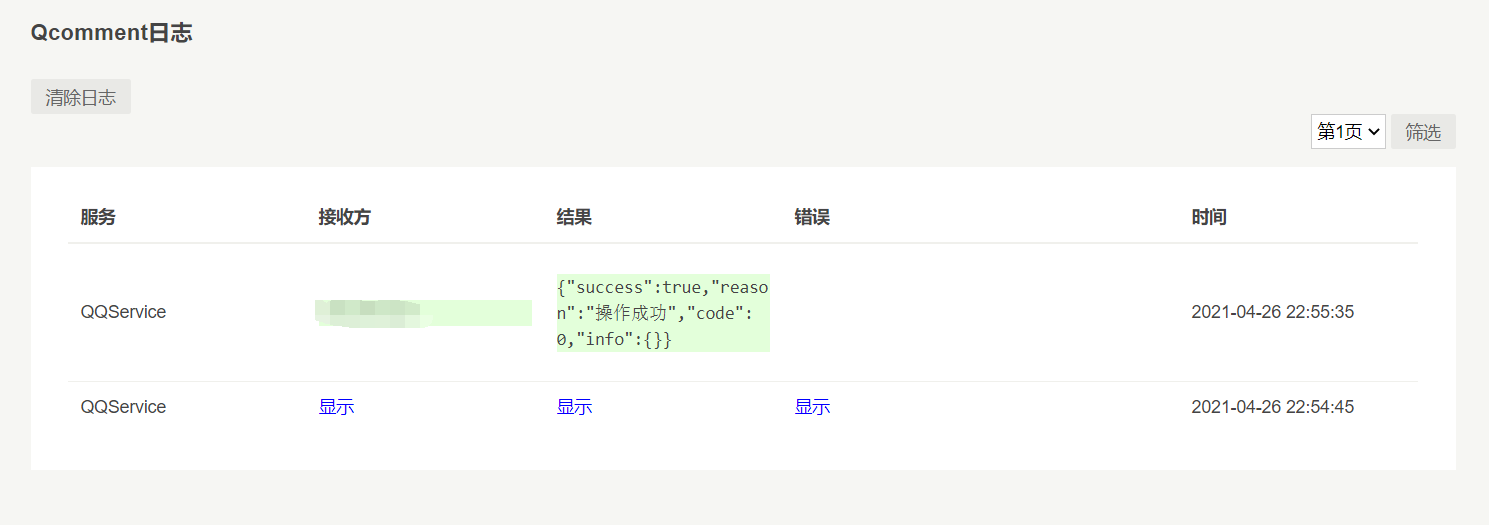 Qcomment日志
清除日志
第1页 筛选
服务 接收方 结果 错误 时间
{"success":true,"reaso
QQService n":"操作成功","code": 2021-04-26 22:55:35
0,"info":{}}
QQService 显示 显示 显示 2021-04-26 22:54:45